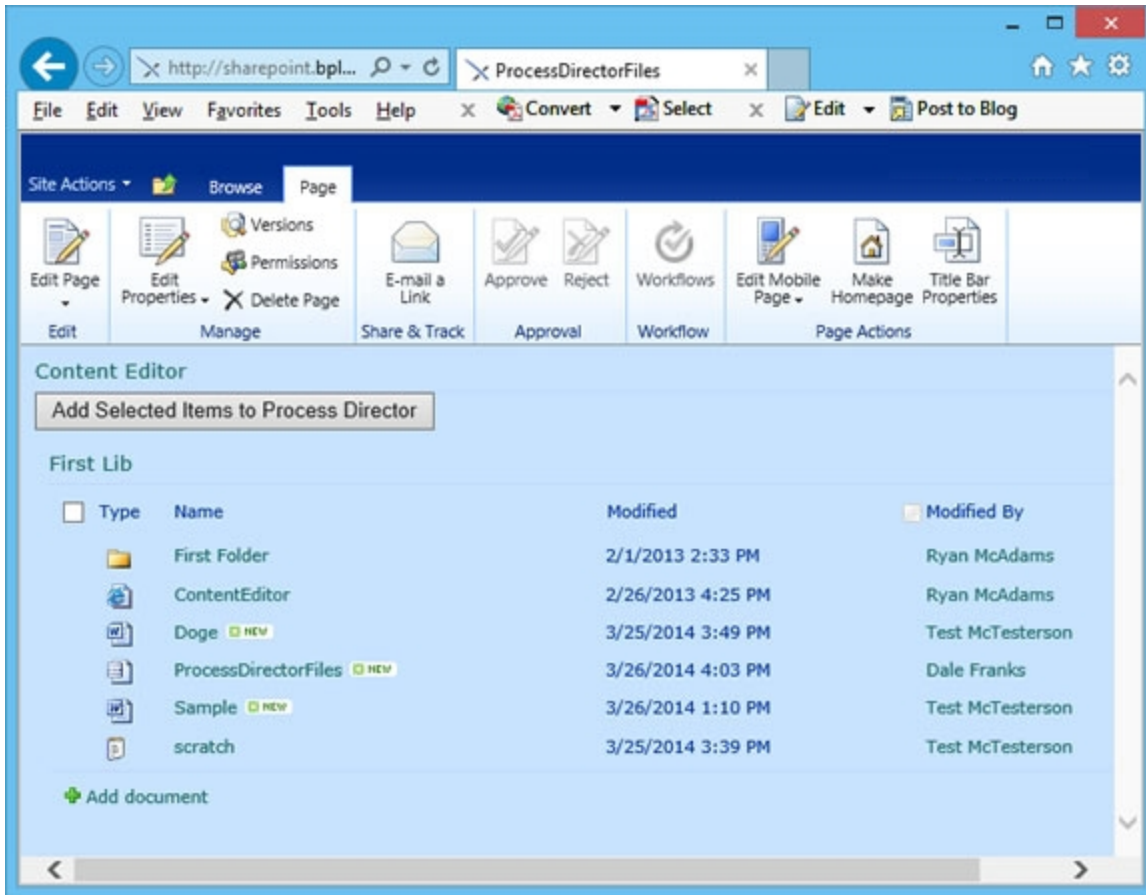 http://sharepoint.bpl... ProcessDirectorFiles
File Edit View Favorites Tools Help x Convert Select x Edit Post to Blog
Site Actions Browse Page
Edit Page
Edit Properties
Versions
Permissions
Delete Page
E-mail a Link
Approve Reject
Workflows
Edit Mobile Page
Make Homepage
Title Bar Properties
Edit Manage Share & Track Approval Workflow Page Actions
Content Editor
Add Selected Items to Process Director
First Lib
Type Name Modified Modified By
First Folder 2/1/2013 2:33 PM Ryan McAdams
ContentEditor 2/26/2013 4:25 PM Ryan McAdams
Doge NEW 3/25/2014 3:49 PM Test McTesterson
ProcessDirectorFiles NEW 3/26/2014 4:03 PM Dale Franks
Sample NEW 3/26/2014 1:10 PM Test McTesterson
scratch 3/25/2014 3:39 PM Test McTesterson
Add document